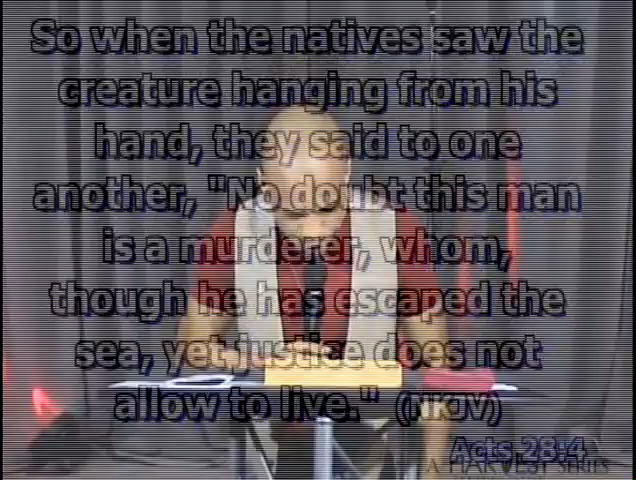 So when the natives saw the
creature hanging from his
hand, they said to one
another, "No doubt this man
is a murderer, whom,
though he has escaped the
sea, yet justice does not
allow to live." (NKJV)
Acts 28:4
A HARVEST SERIES